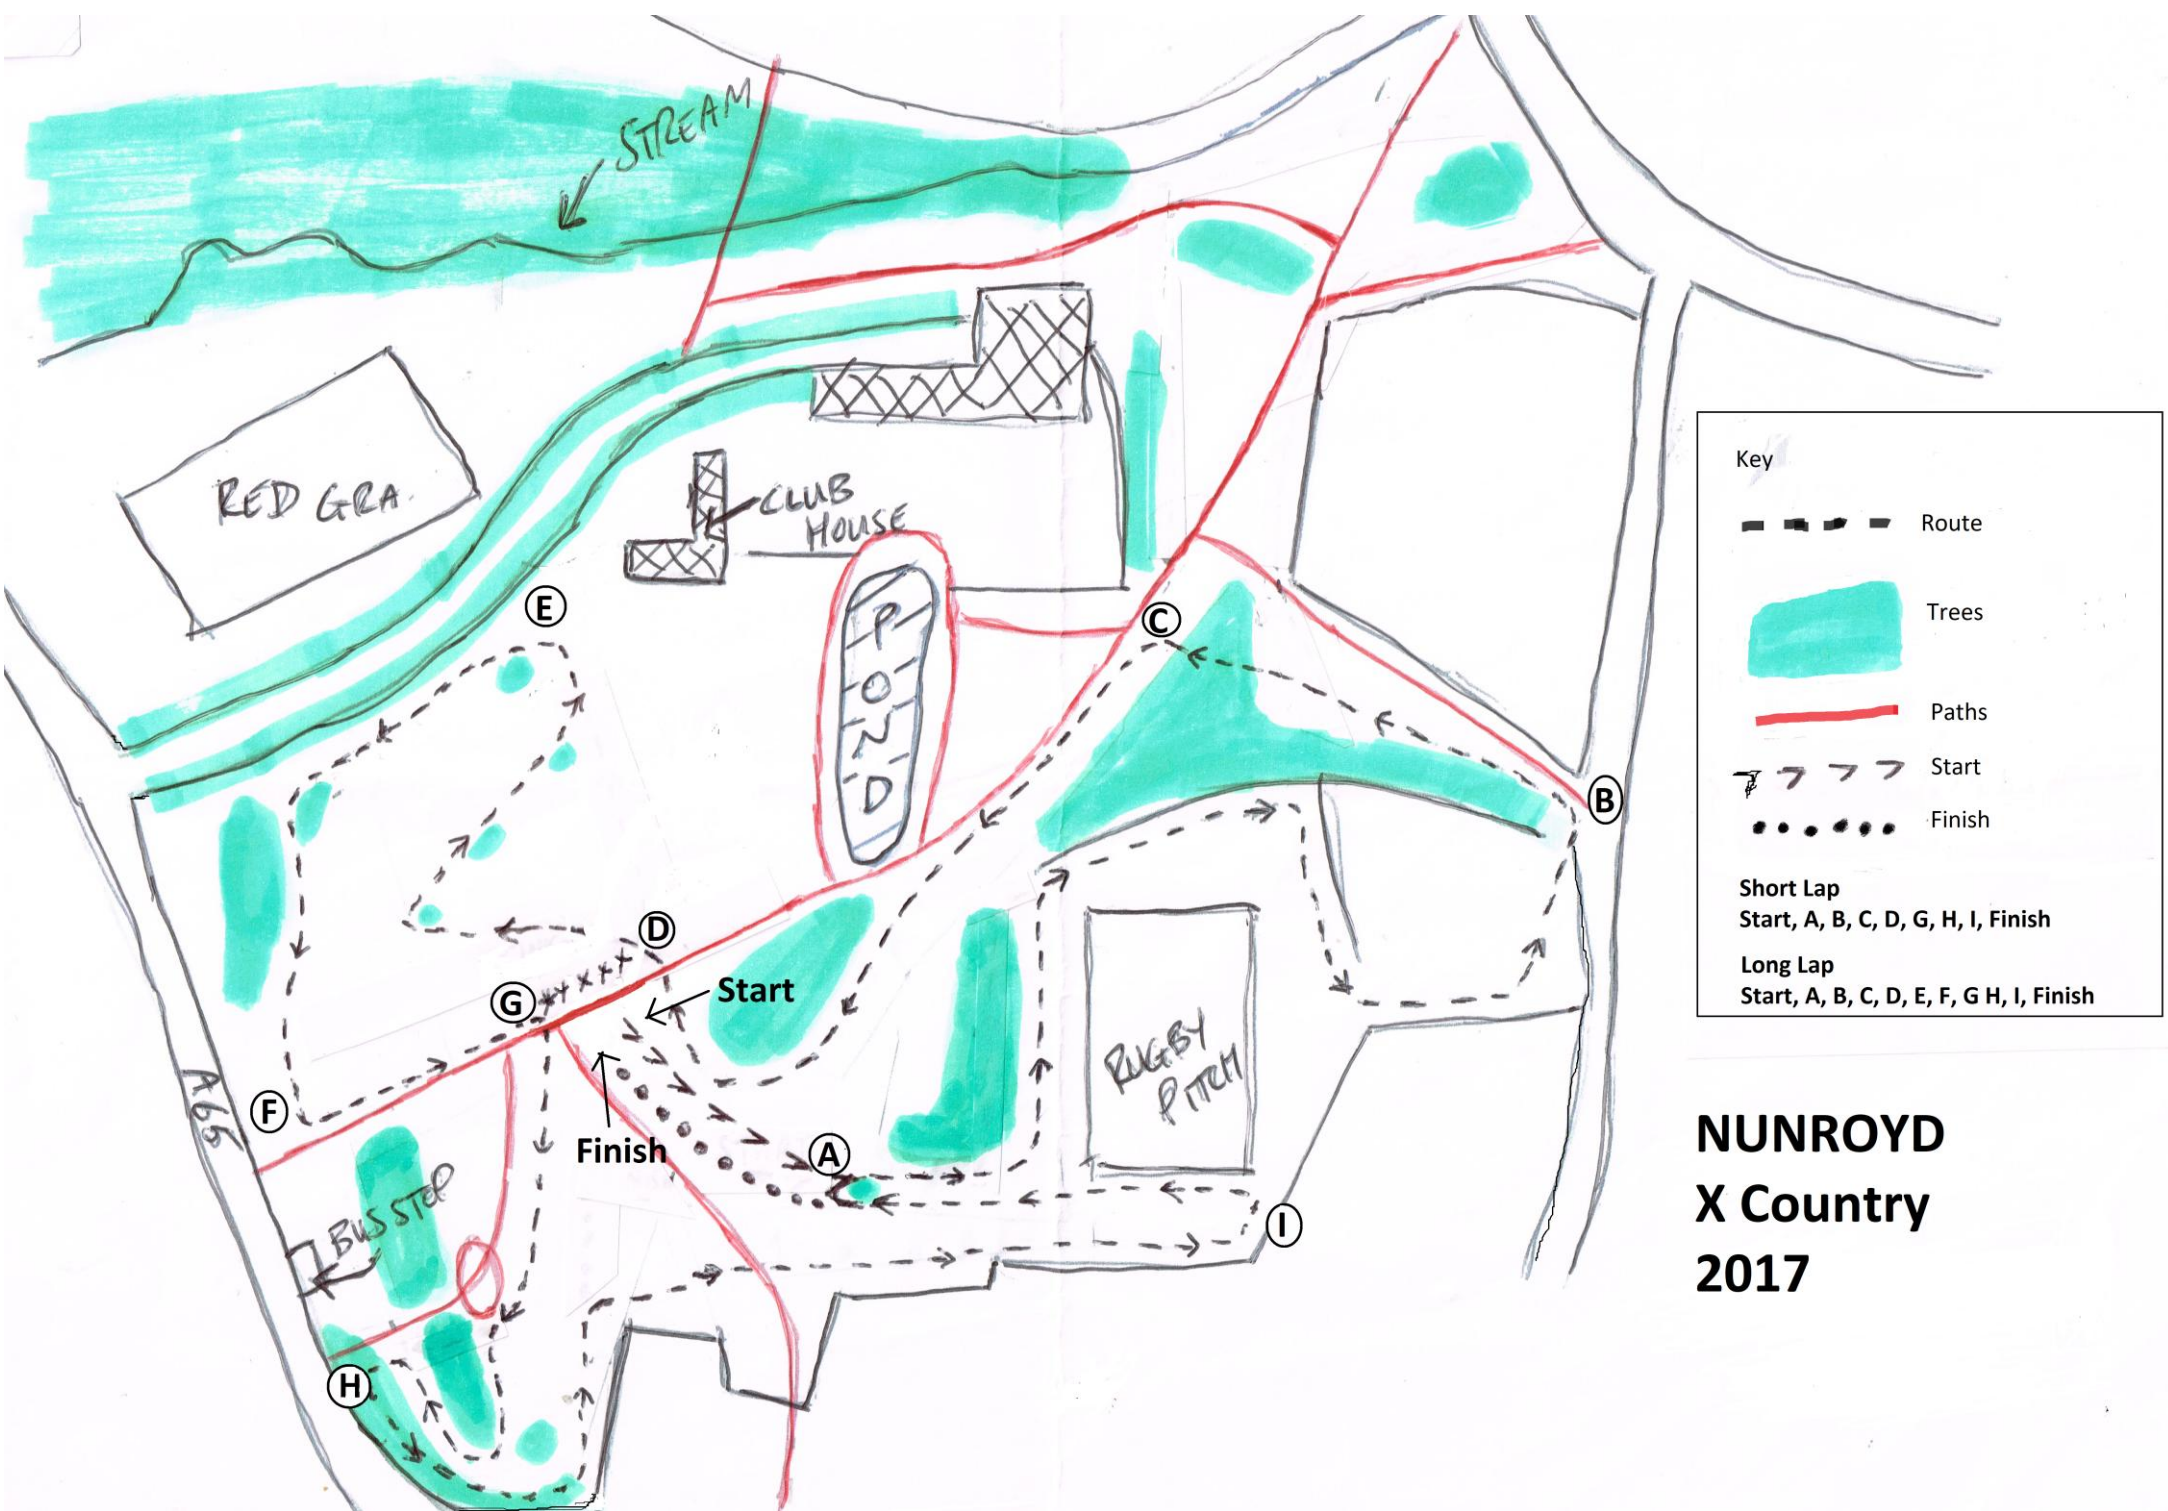 STREAM
RED GRA.
CLUB
HOUSE
POND
E
C
B
D
G
Start
F
A66
Finish
A
RUGBY
PITCH
BUS STOP
I
H
Key
Route
Trees
Paths
Start
Finish
Short Lap
Start, A, B, C, D, G, H, I, Finish
Long Lap
Start, A, B, C, D, E, F, G H, I, Finish
NUNROYD
X Country
2017